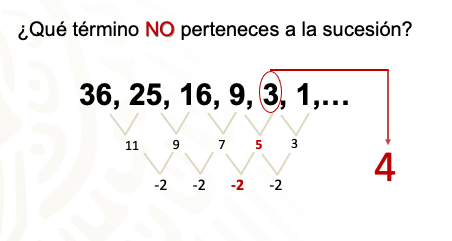 ¿Qué término NO perteneces a la sucesión?
36, 25, 16, 9, 3, 1,...
11 9 7 5 3
4
-2 -2 -2 -2